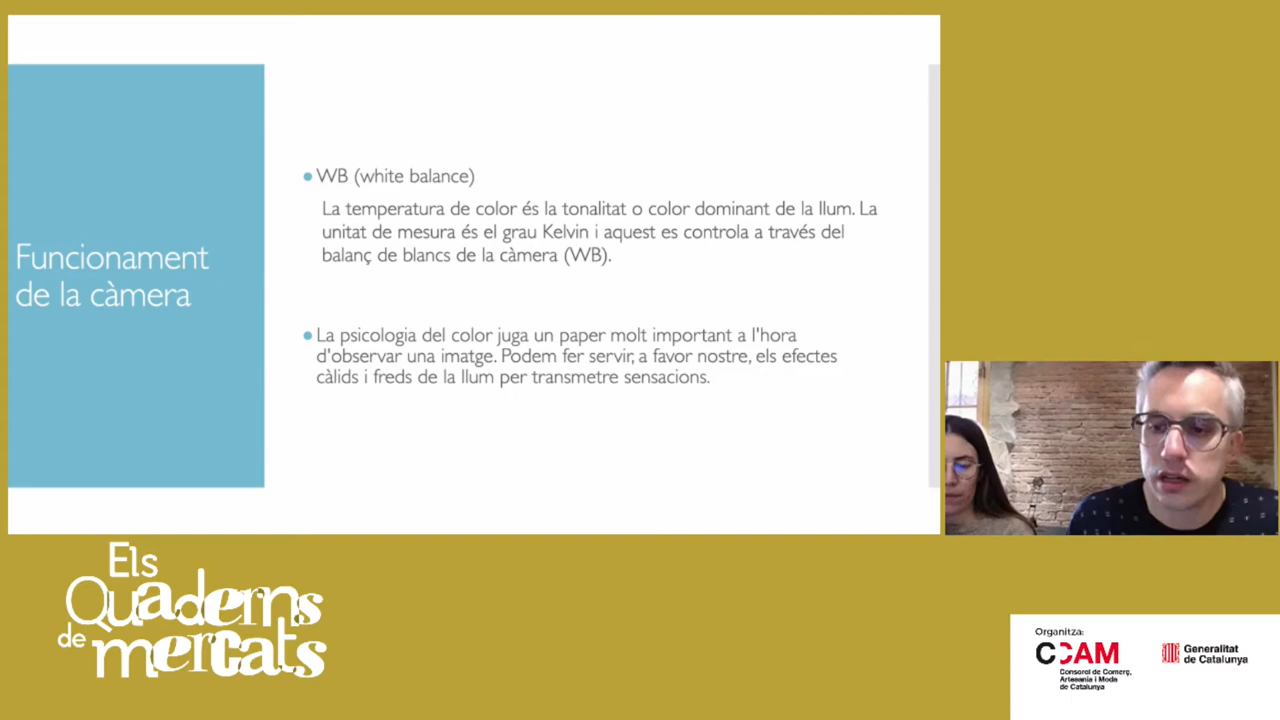 Funcionament
de la càmera
WB (white balance)
La temperatura de color és la tonalitat o color dominant de la llum. La
unitat de mesura és el grau Kelvin i aquest es controla a través del
balanç de blancs de la càmera (WB).
La psicologia del color juga un paper molt important a l'hora
d'observar una imatge. Podem fer servir, a favor nostre, els efectes
càlids i freds de la llum per transmetre sensacions.
Els
Quaderns
de mercats
Organitza:
CCAM
Consorci de Comerç,
Artesania i Moda
de Catalunya
Generalitat
de Catalunya